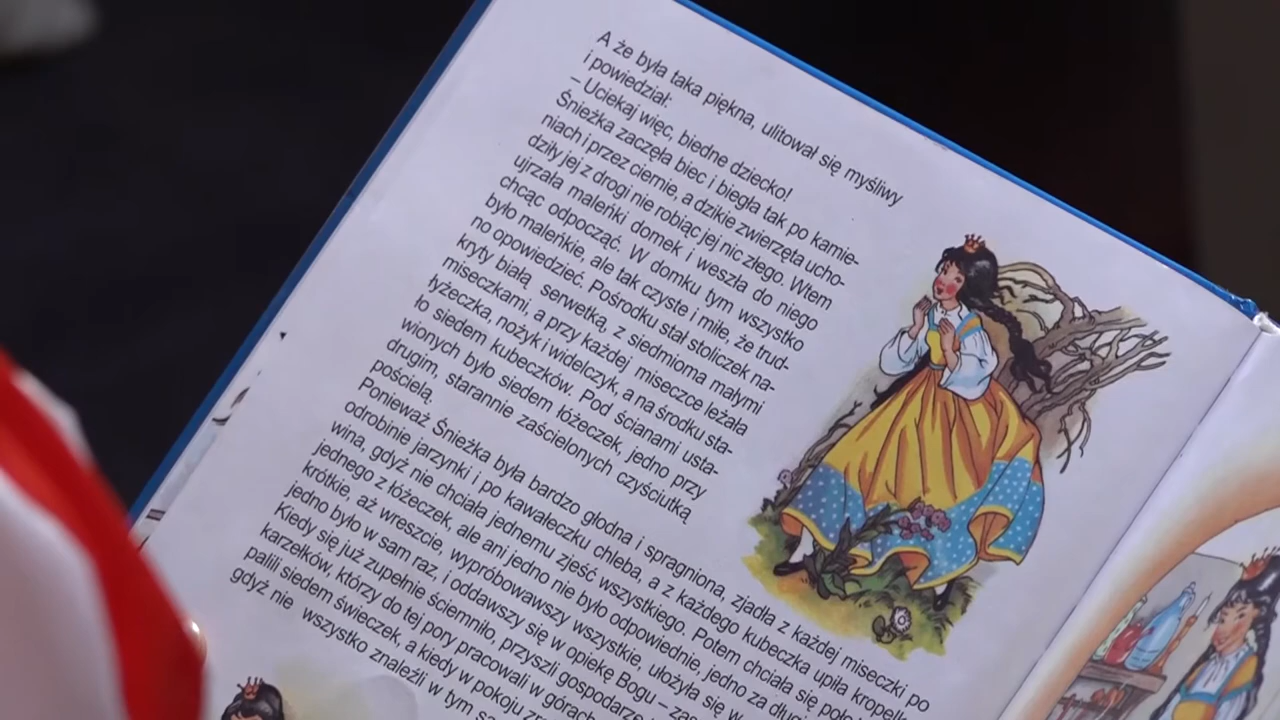 A że była taka piękna, ulitował się myśliwy
i powiedział:
– Uciekaj więc, biedne dziecko!
Śnieżka zaczęła biec i biegła tak po kamie-
niach i przez ciernie, a dzikie zwierzęta ucho-
dziły jej z drogi nie robiąc jej nic złego. Wtem
ujrzała maleńki domek i weszła do niego
chcąc odpocząć. W domku tym wszystko
było maleńkie, ale tak czyste i miłe, że trud-
no opowiedzieć. Pośrodku stał stoliczek na-
kryty białą serwetką, z siedmioma małymi
miseczkami, a przy każdej miseczce leżała
łyżeczka, nożyk i widelczyk, a na środku sta-
ło siedem kubeczków. Pod ścianami usta-
wionych było siedem łóżeczek, jedno przy
drugim, starannie zaścielonych czyściutką
pościelą.
Ponieważ Śnieżka była bardzo głodna i spragniona, zjadła z każdej miseczki po
odrobinie jarzynki i po kawałeczku chleba, a z każdego kubeczka upiła kropelkę
wina, gdyż nie chciała jednemu zjeść wszystkiego. Potem chciała się
jednego z łóżeczek, ale ani jedno nie było odpowiednie, jedno za
krótkie, aż wreszcie, wypróbowawszy wszystkie, ułożyła się w
jedno było w sam raz, i oddawszy się w opiekę Bogu –
Kiedy się już zupełnie ściemniło, przyszli gospodarze
karzełków, którzy do tej pory pracowali w górach
palili siedem świeczek, a kiedy w pokoju
gdyż nie wszystko znaleźli w tym